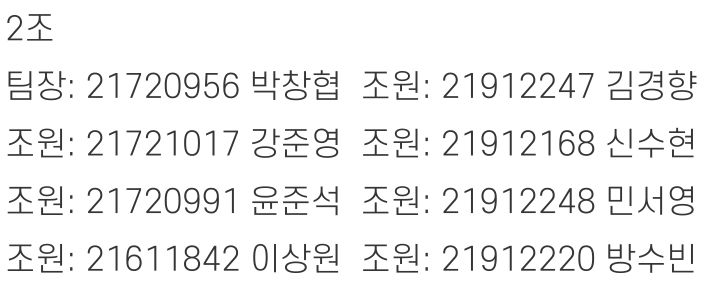 2조
팀장: 21720956 박창협 조원: 21912247 김경향
조원: 21721017 강준영 조원: 21912168 신수현
조원: 21720991 윤준석 조원: 21912248 민서영
조원: 21611842 이상원 조원: 21912220 방수빈